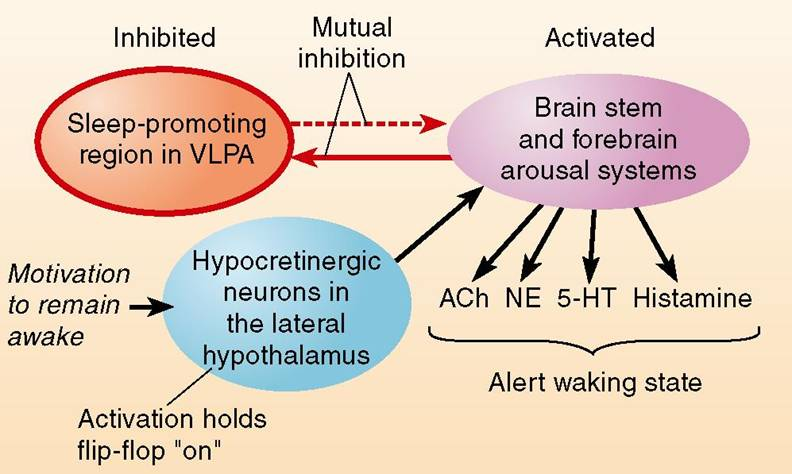 Inhibited
Mutual
inhibition
Activated
Sleep-promoting
region in VLPA
Brain stem
and forebrain
arousal systems
Motivation
to remain
awake
Hypocretinergic
neurons in
the lateral
hypothalamus
ACh NE 5-HT Histamine
Alert waking state
Activation holds
flip-flop "on"